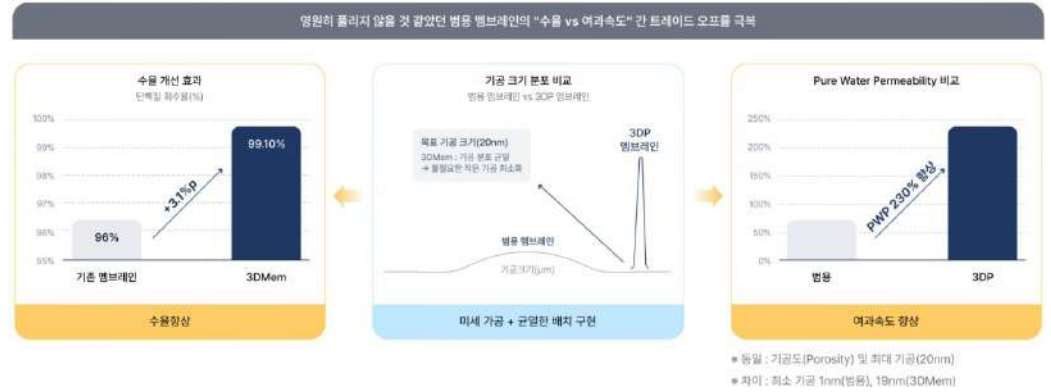 영원히 풀리지 않을 것 같았던 범용 멤브레인의 "수율 vs 여과속도" 간 트레이드 오프를 극복
수율 개선 효과
단백질 회수율(%)
100%
99%
98%
97%
96%
95%
99.10%
+3.1%p
96%
기존 멤브레인
3DMem
수율향상
기공 크기 분포 비교
범용 멤브레인 vs 3DP 멤브레인
목표 기공 크기(20nm)
3DMem : 기공 분포 균일
→ 불필요한 작은 기공 최소화
3DP
멤브레인
범용 멤브레인
기공크기(μm)
미세 가공 + 균열한 배치 구현
Pure Water Permeability 비교
250%
200%
150%
100%
50%
0%
PWP 230% 향상
범용
3DP
여과속도 향상
※ 동일 : 기공도(Porosity) 및 최대 기공(20nm)
※ 차이 : 최소 기공 1nm(범용), 19nm(3DMem)